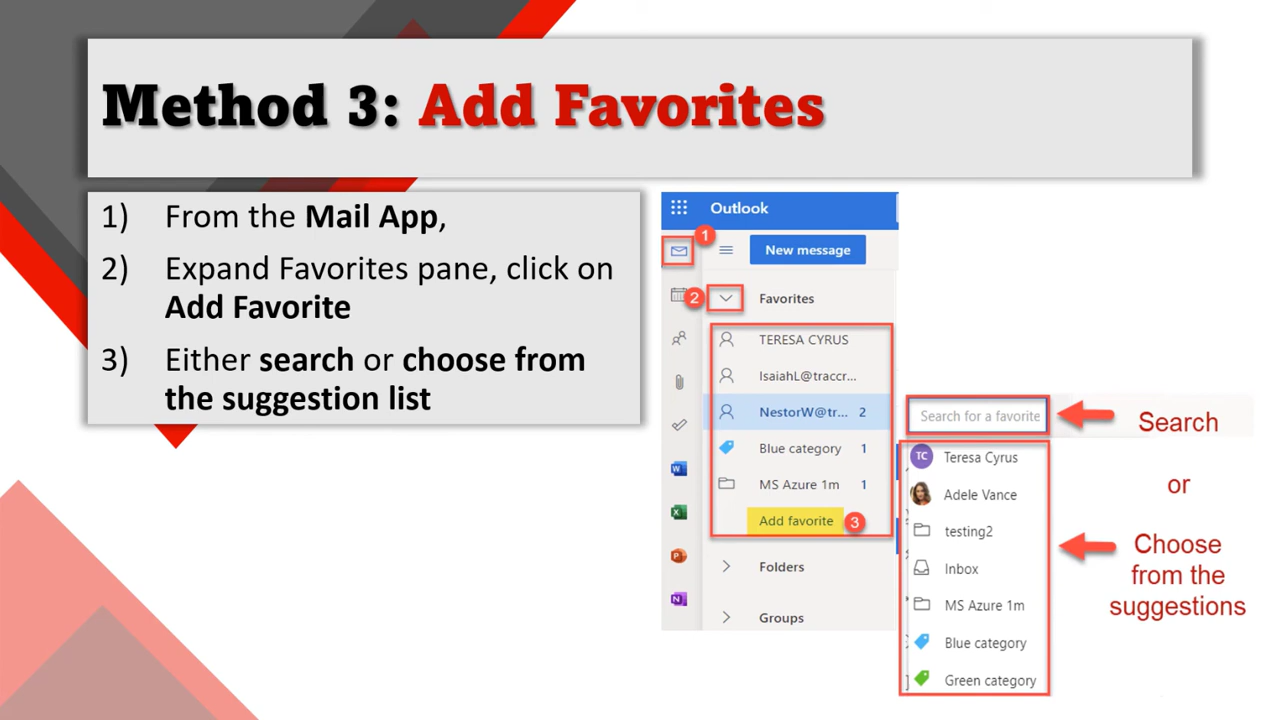 Method 3: Add Favorites
1) From the Mail App,
2) Expand Favorites pane, click on
Add Favorite
3) Either search or choose from
the suggestion list
Outlook
1
New message
2
Favorites
TERESA CYRUS
IsaiahL@traccr...
NestorW@tr... 2
Blue category 1
MS Azure 1m 1
Add favorite 3
Folders
Groups
Search for a favorite
TC Teresa Cyrus
Adele Vance
testing2
Inbox
MS Azure 1m
Blue category
Green category
Search
or
Choose
from the
suggestions